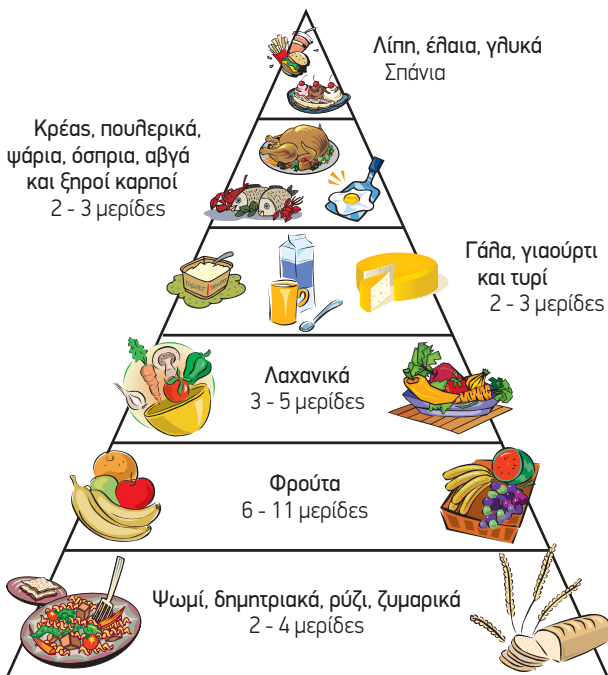 Λίπη, έλαια, γλυκά
Σπάνια
Κρέας, πουλερικά,
ψάρια, όσπρια, αβγά
και ξηροί καρποί
2 - 3 μερίδες
Γάλα, γιαούρτι
και τυρί
2 - 3 μερίδες
Λαχανικά
3 - 5 μερίδες
Φρούτα
6 - 11 μερίδες
Ψωμί, δημητριακά, ρύζι, ζυμαρικά
2 - 4 μερίδες